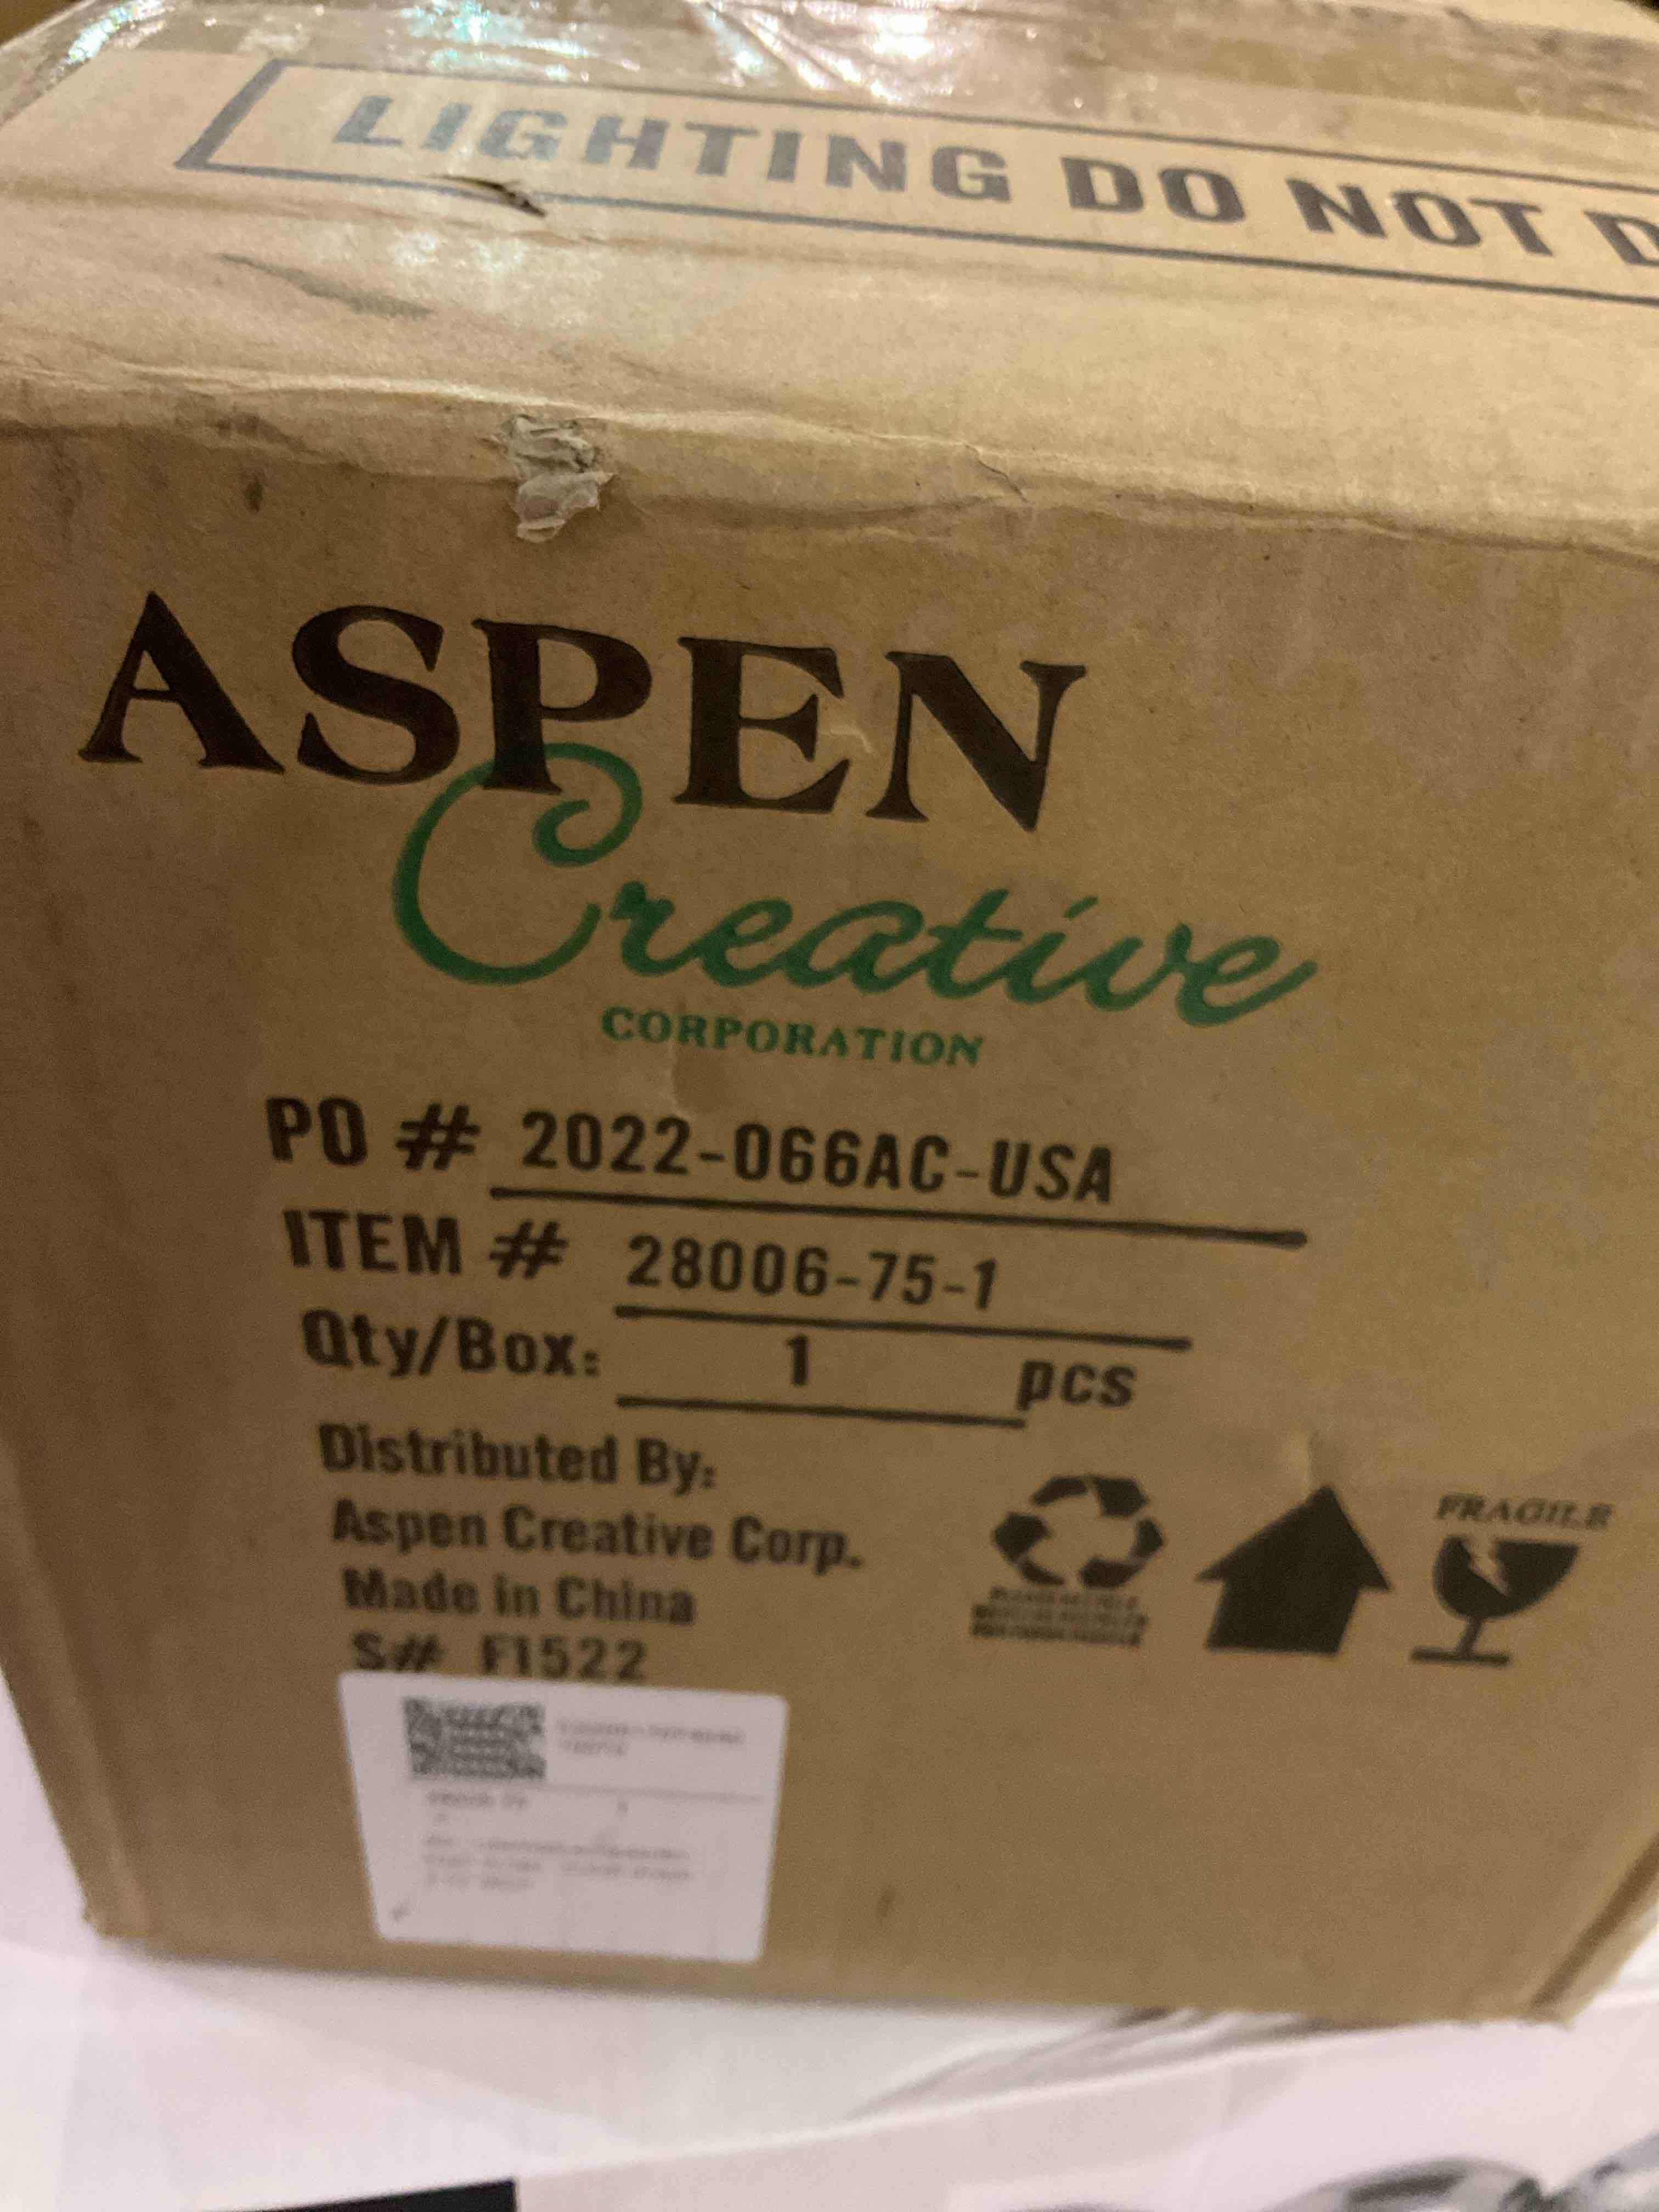 LIGHTING DO NOT
ASPEN
Creative
CORPORATION
PO # 2022-066AC-USA
ITEM # 28006-75-1
Qty/Box: 1 pcs
Distributed By:
Aspen Creative Corp.
Made in China
S# F1522
FRAGILE